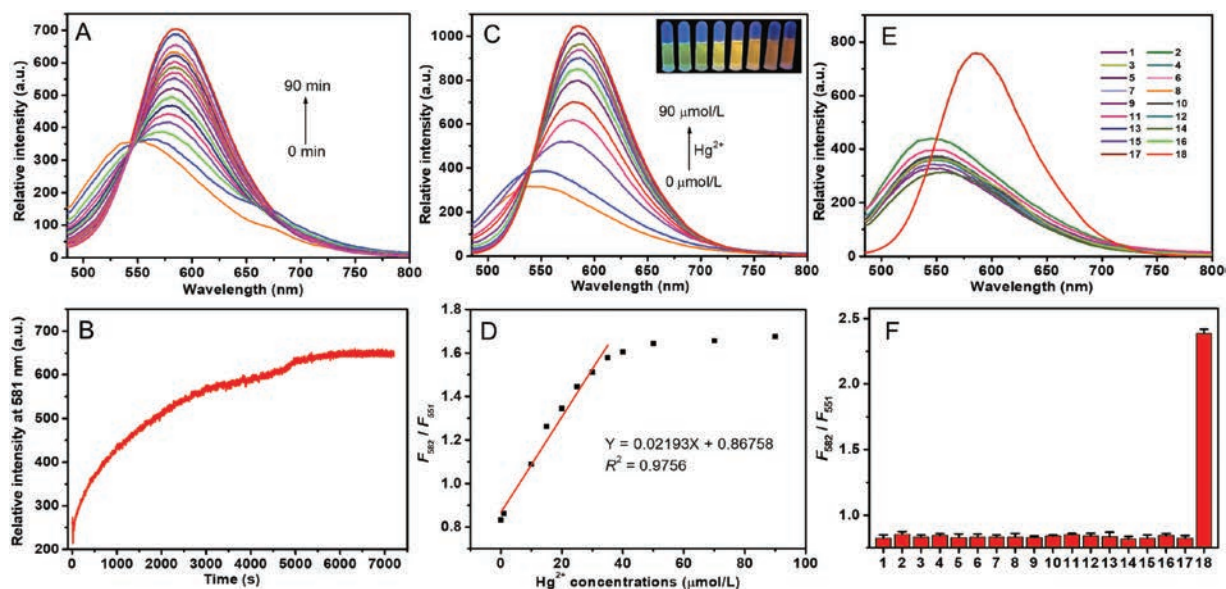 A
Relative intensity (a.u.)
700
600
500
400
300
200
100
0
90 min
0 min
500 550 600 650 700 750 800
Wavelength (nm)
C
Relative intensity (a.u.)
1000
800
600
400
200
0
90 μmol/L
Hg²⁺
0 μmol/L
500 550 600 650 700 750 800
Wavelength (nm)
E
Relative intensity (a.u.)
800
600
400
200
0
1 2
3 4
5 6
7 8
9 10
11 12
13 14
15 16
17 18
500 550 600 650 700 750 800
Wavelength (nm)
B
Relative intensity at 581 nm (a.u.)
700
600
500
400
300
200
0 1000 2000 3000 4000 5000 6000 7000
Time (s)
D
F₅₈₂ / F₅₅₁
1.8
1.6
1.4
1.2
1.0
0.8
Y = 0.02193X + 0.86758
R² = 0.9756
0 20 40 60 80 100
Hg²⁺ concentrations (μmol/L)
F
F₅₈₂ / F₅₅₁
2.5
2.0
1.5
1.0
1 2 3 4 5 6 7 8 9 10 11 12 13 14 15 16 17 18